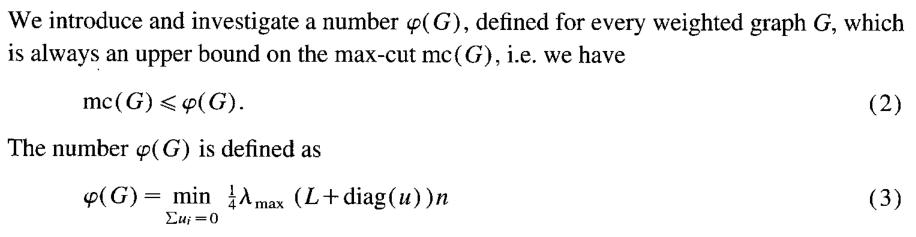 We introduce and investigate a number φ(G), defined for every weighted graph G, which
is always an upper bound on the max-cut mc(G), i.e. we have
mc(G) ⩽ φ(G). (2)
The number φ(G) is defined as
φ(G) = min_{Σu_i=0} ¼λ_max (L+diag(u))n (3)